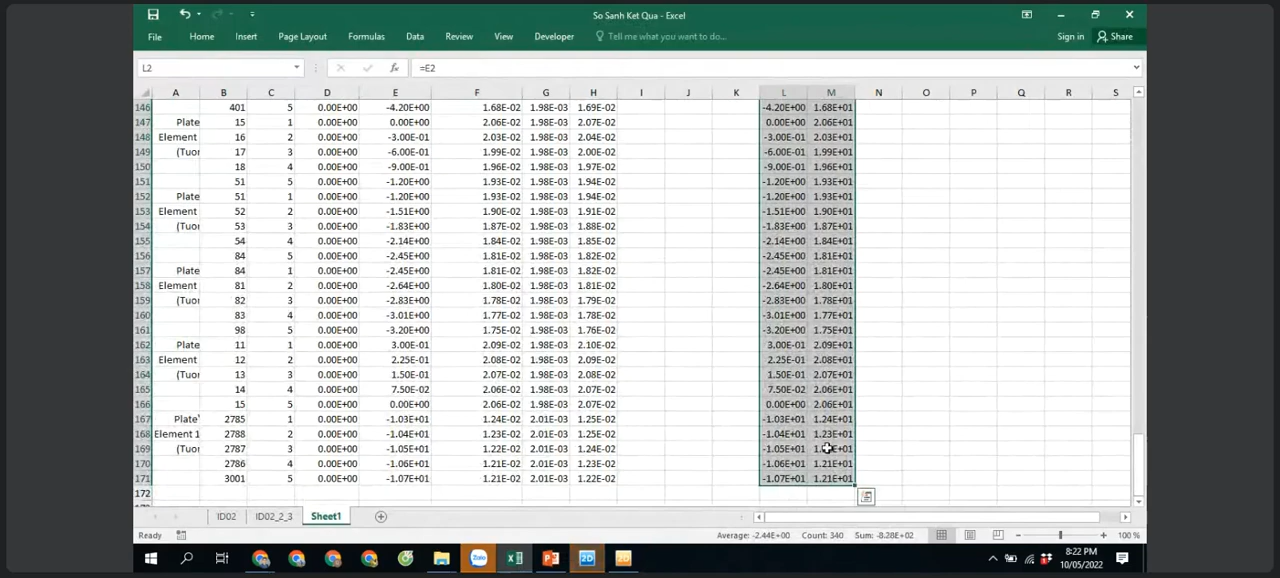 So Sanh Ket Qua - Excel
File Home Insert Page Layout Formulas Data Review View Developer Tell me what you want to do... Sign in Share
L2 fx =E2
A B C D E F G H I J K L M N O P Q R S
146 401 5 0.00E+00 -4.20E+00 1.68E-02 1.98E-03 1.69E-02 -4.20E+00 1.68E+01
147 Plate 15 1 0.00E+00 0.00E+00 2.06E-02 1.98E-03 2.07E-02 0.00E+00 2.06E+01
148 Element 16 2 0.00E+00 -3.00E-01 2.03E-02 1.98E-03 2.04E-02 -3.00E-01 2.03E+01
149 (Tuor 17 3 0.00E+00 -6.00E-01 1.99E-02 1.98E-03 2.00E-02 -6.00E-01 1.99E+01
150 18 4 0.00E+00 -9.00E-01 1.96E-02 1.98E-03 1.97E-02 -9.00E-01 1.96E+01
151 51 5 0.00E+00 -1.20E+00 1.93E-02 1.98E-03 1.94E-02 -1.20E+00 1.93E+01
152 Plate 51 1 0.00E+00 -1.20E+00 1.93E-02 1.98E-03 1.94E-02 -1.20E+00 1.93E+01
153 Element 52 2 0.00E+00 -1.51E+00 1.90E-02 1.98E-03 1.91E-02 -1.51E+00 1.90E+01
154 (Tuor 53 3 0.00E+00 -1.83E+00 1.87E-02 1.98E-03 1.88E-02 -1.83E+00 1.87E+01
155 54 4 0.00E+00 -2.14E+00 1.84E-02 1.98E-03 1.85E-02 -2.14E+00 1.84E+01
156 84 5 0.00E+00 -2.45E+00 1.81E-02 1.98E-03 1.82E-02 -2.45E+00 1.81E+01
157 Plate 84 1 0.00E+00 -2.45E+00 1.81E-02 1.98E-03 1.82E-02 -2.45E+00 1.81E+01
158 Element 81 2 0.00E+00 -2.64E+00 1.80E-02 1.98E-03 1.81E-02 -2.64E+00 1.80E+01
159 (Tuor 82 3 0.00E+00 -2.83E+00 1.78E-02 1.98E-03 1.79E-02 -2.83E+00 1.78E+01
160 83 4 0.00E+00 -3.01E+00 1.77E-02 1.98E-03 1.78E-02 -3.01E+00 1.77E+01
161 98 5 0.00E+00 -3.20E+00 1.75E-02 1.98E-03 1.76E-02 -3.20E+00 1.75E+01
162 Plate 11 1 0.00E+00 3.00E-01 2.09E-02 1.98E-03 2.10E-02 3.00E-01 2.09E+01
163 Element 12 2 0.00E+00 2.25E-01 2.08E-02 1.98E-03 2.09E-02 2.25E-01 2.08E+01
164 (Tuor 13 3 0.00E+00 1.50E-01 2.07E-02 1.98E-03 2.08E-02 1.50E-01 2.07E+01
165 14 4 0.00E+00 7.50E-02 2.06E-02 1.98E-03 2.07E-02 7.50E-02 2.06E+01
166 15 5 0.00E+00 0.00E+00 2.06E-02 1.98E-03 2.07E-02 0.00E+00 2.06E+01
167 Plate 2785 1 0.00E+00 -1.03E+01 1.24E-02 2.01E-03 1.25E-02 -1.03E+01 1.24E+01
168 Element 1 2788 2 0.00E+00 -1.04E+01 1.23E-02 2.01E-03 1.25E-02 -1.04E+01 1.23E+01
169 (Tuor 2787 3 0.00E+00 -1.05E+01 1.22E-02 2.01E-03 1.24E-02 -1.05E+01
170 2786 4 0.00E+00 -1.06E+01 1.21E-02 2.01E-03 1.23E-02 -1.06E+01 1.21E+01
171 3001 5 0.00E+00 -1.07E+01 1.21E-02 2.01E-03 1.22E-02 -1.07E+01 1.21E+01
172
ID02 ID02_2_3 Sheet1
Ready Average: -2.44E+00 Count: 340 Sum: -8.28E+02 100 %
Zalo 2D 2D 8:22 PM
10/05/2022